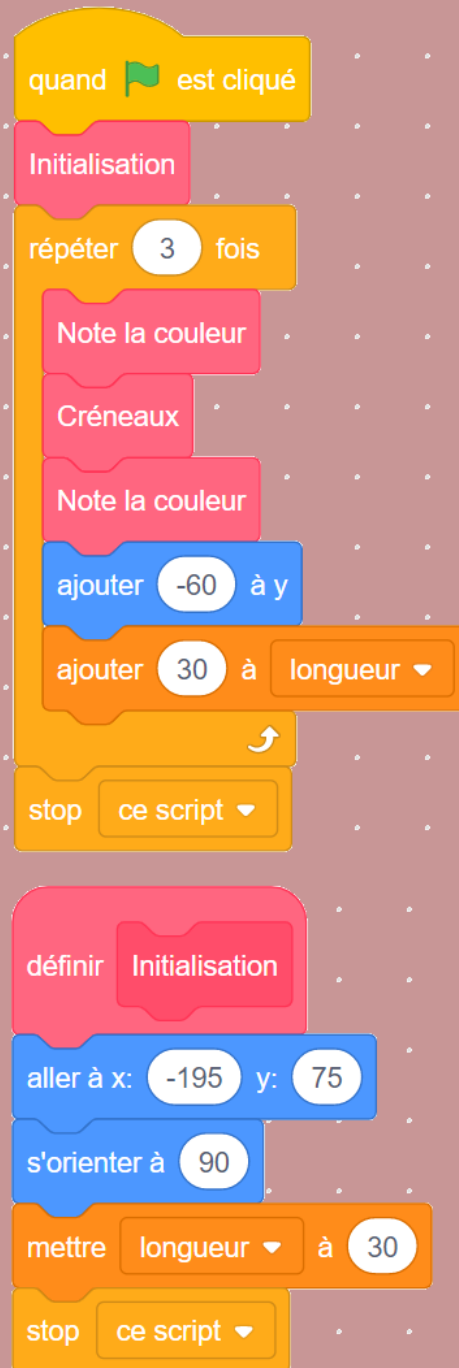 quand est cliqué
Initialisation
répéter 3 fois
Note la couleur
Créneaux
Note la couleur
ajouter -60 à y
ajouter 30 à longueur
stop ce script
définir Initialisation
aller à x: -195 y: 75
s'orienter à 90
mettre longueur à 30
stop ce script